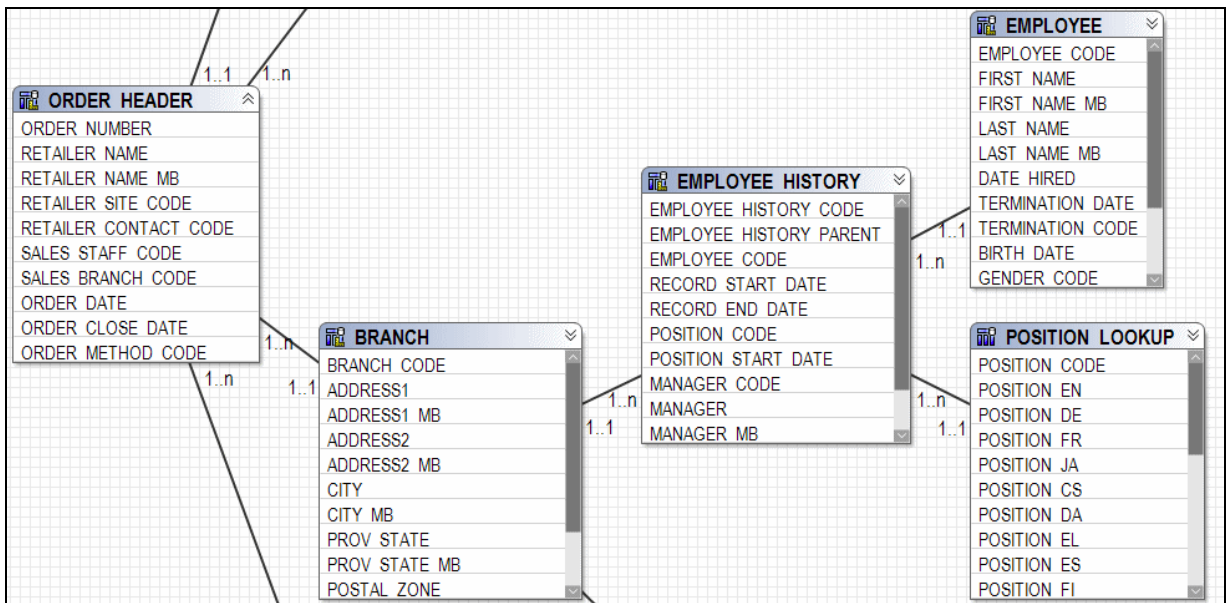 1..1
1..n
ORDER HEADER
ORDER NUMBER
RETAILER NAME
RETAILER NAME MB
RETAILER SITE CODE
RETAILER CONTACT CODE
SALES STAFF CODE
SALES BRANCH CODE
ORDER DATE
ORDER CLOSE DATE
ORDER METHOD CODE
1..n
1..n
1..1
BRANCH
BRANCH CODE
ADDRESS1
ADDRESS1 MB
ADDRESS2
ADDRESS2 MB
CITY
CITY MB
PROV STATE
PROV STATE MB
POSTAL ZONE
1..n
1..1
EMPLOYEE HISTORY
EMPLOYEE HISTORY CODE
EMPLOYEE HISTORY PARENT
EMPLOYEE CODE
RECORD START DATE
RECORD END DATE
POSITION CODE
POSITION START DATE
MANAGER CODE
MANAGER
MANAGER MB
1..1
1..n
1..n
1..1
EMPLOYEE
EMPLOYEE CODE
FIRST NAME
FIRST NAME MB
LAST NAME
LAST NAME MB
DATE HIRED
TERMINATION DATE
TERMINATION CODE
BIRTH DATE
GENDER CODE
POSITION LOOKUP
POSITION CODE
POSITION EN
POSITION DE
POSITION FR
POSITION JA
POSITION CS
POSITION DA
POSITION EL
POSITION ES
POSITION FI